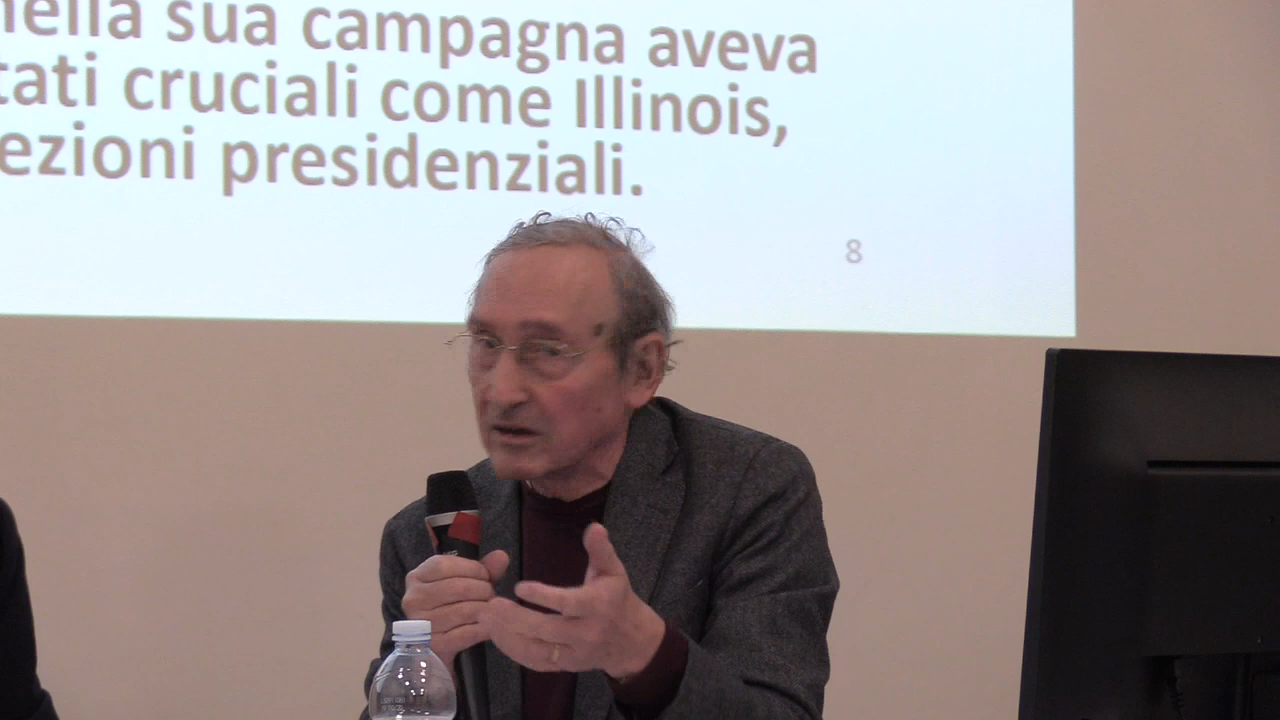 nella sua campagna aveva
tati cruciali come Illinois,
ezioni presidenziali.
8